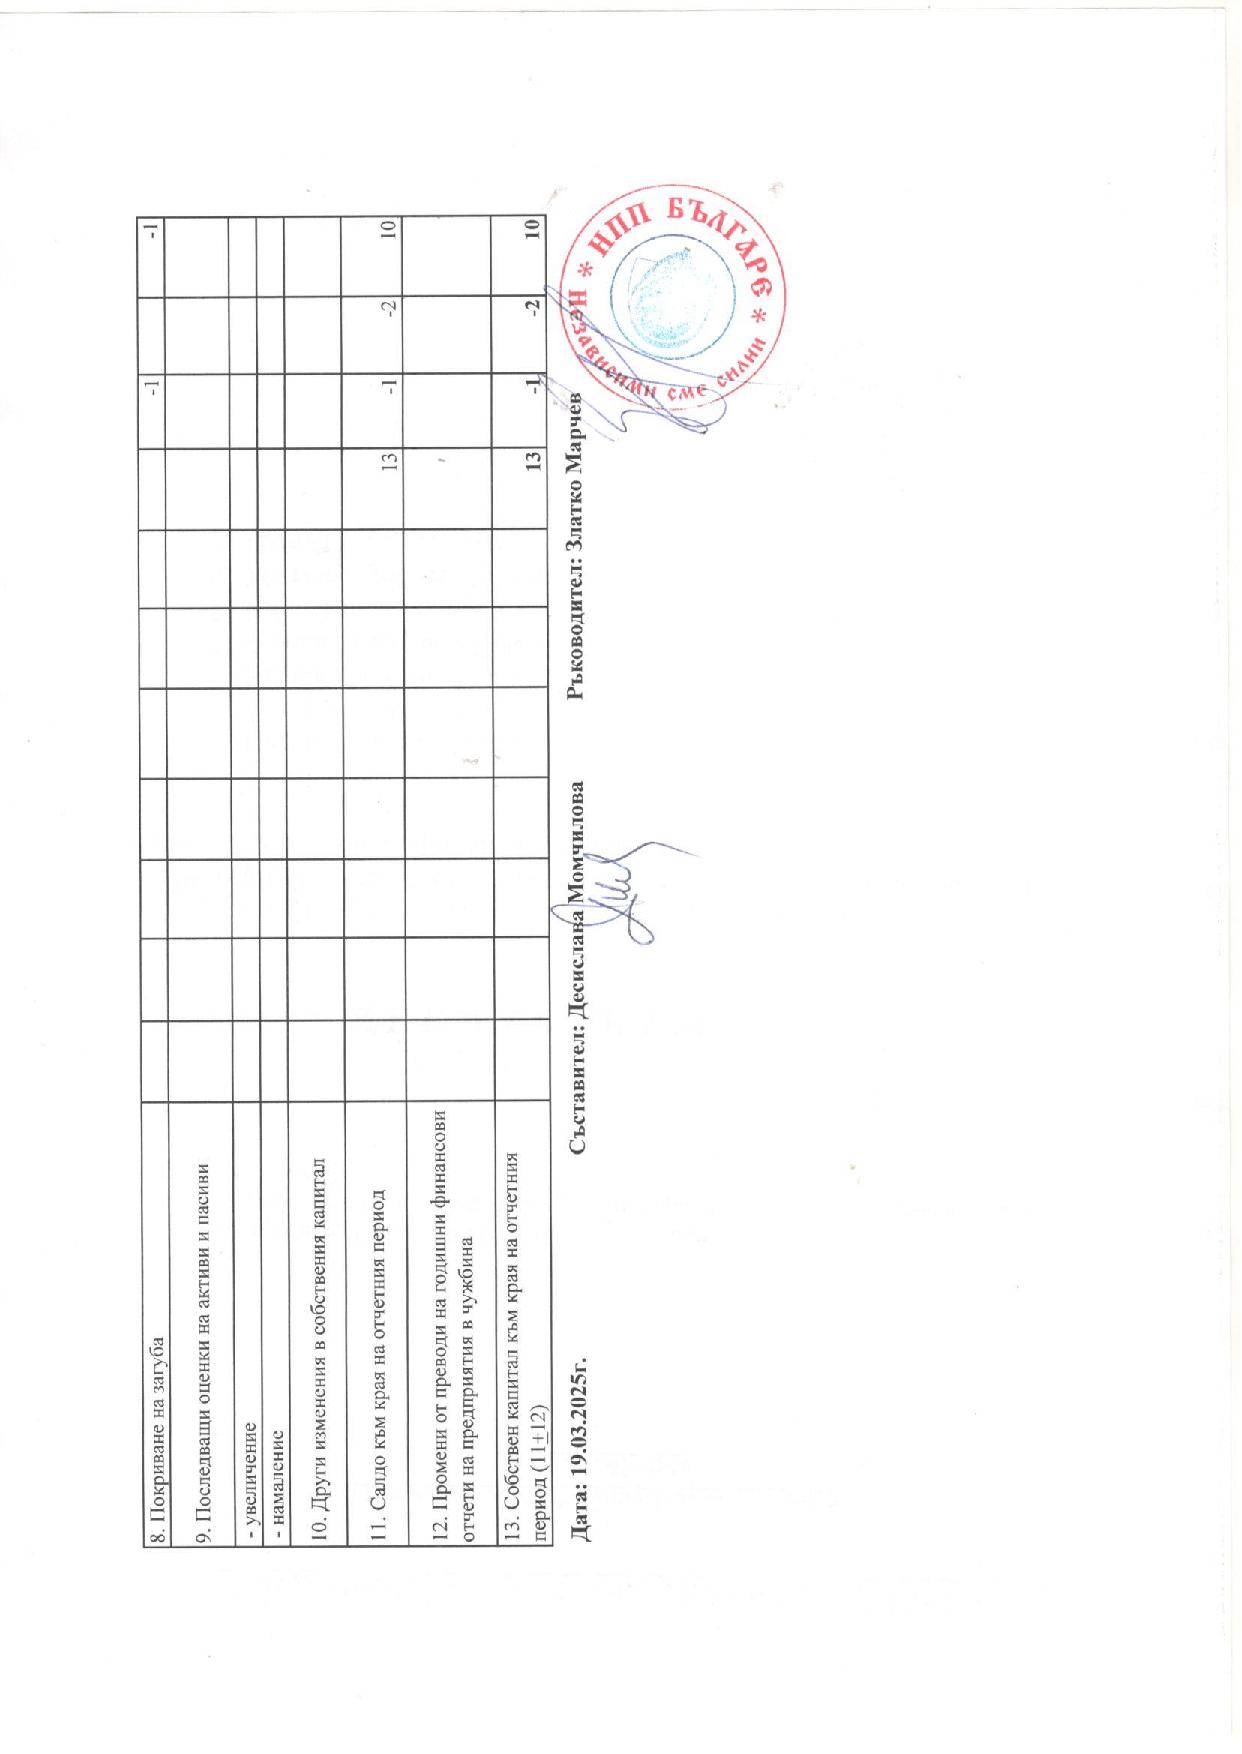 8. Покриване на загуба -1 -1
9. Последващи оценки на активи и пасиви
- увеличение
- намаление
10. Други изменения в собствения капитал
11. Салдо към края на отчетния период 13 -1 -2 10
12. Промени от преводи на годишни финансови
отчети на предприятия в чужбина
13. Собствен капитал към края на отчетния
период (11±12) 13 -1 -2 10
Дата: 19.03.2025г. Съставител: Десислава Момчилова Ръководител: Златко Марчев
* НПП БЪЛГАРЕ *
Независими сме силни